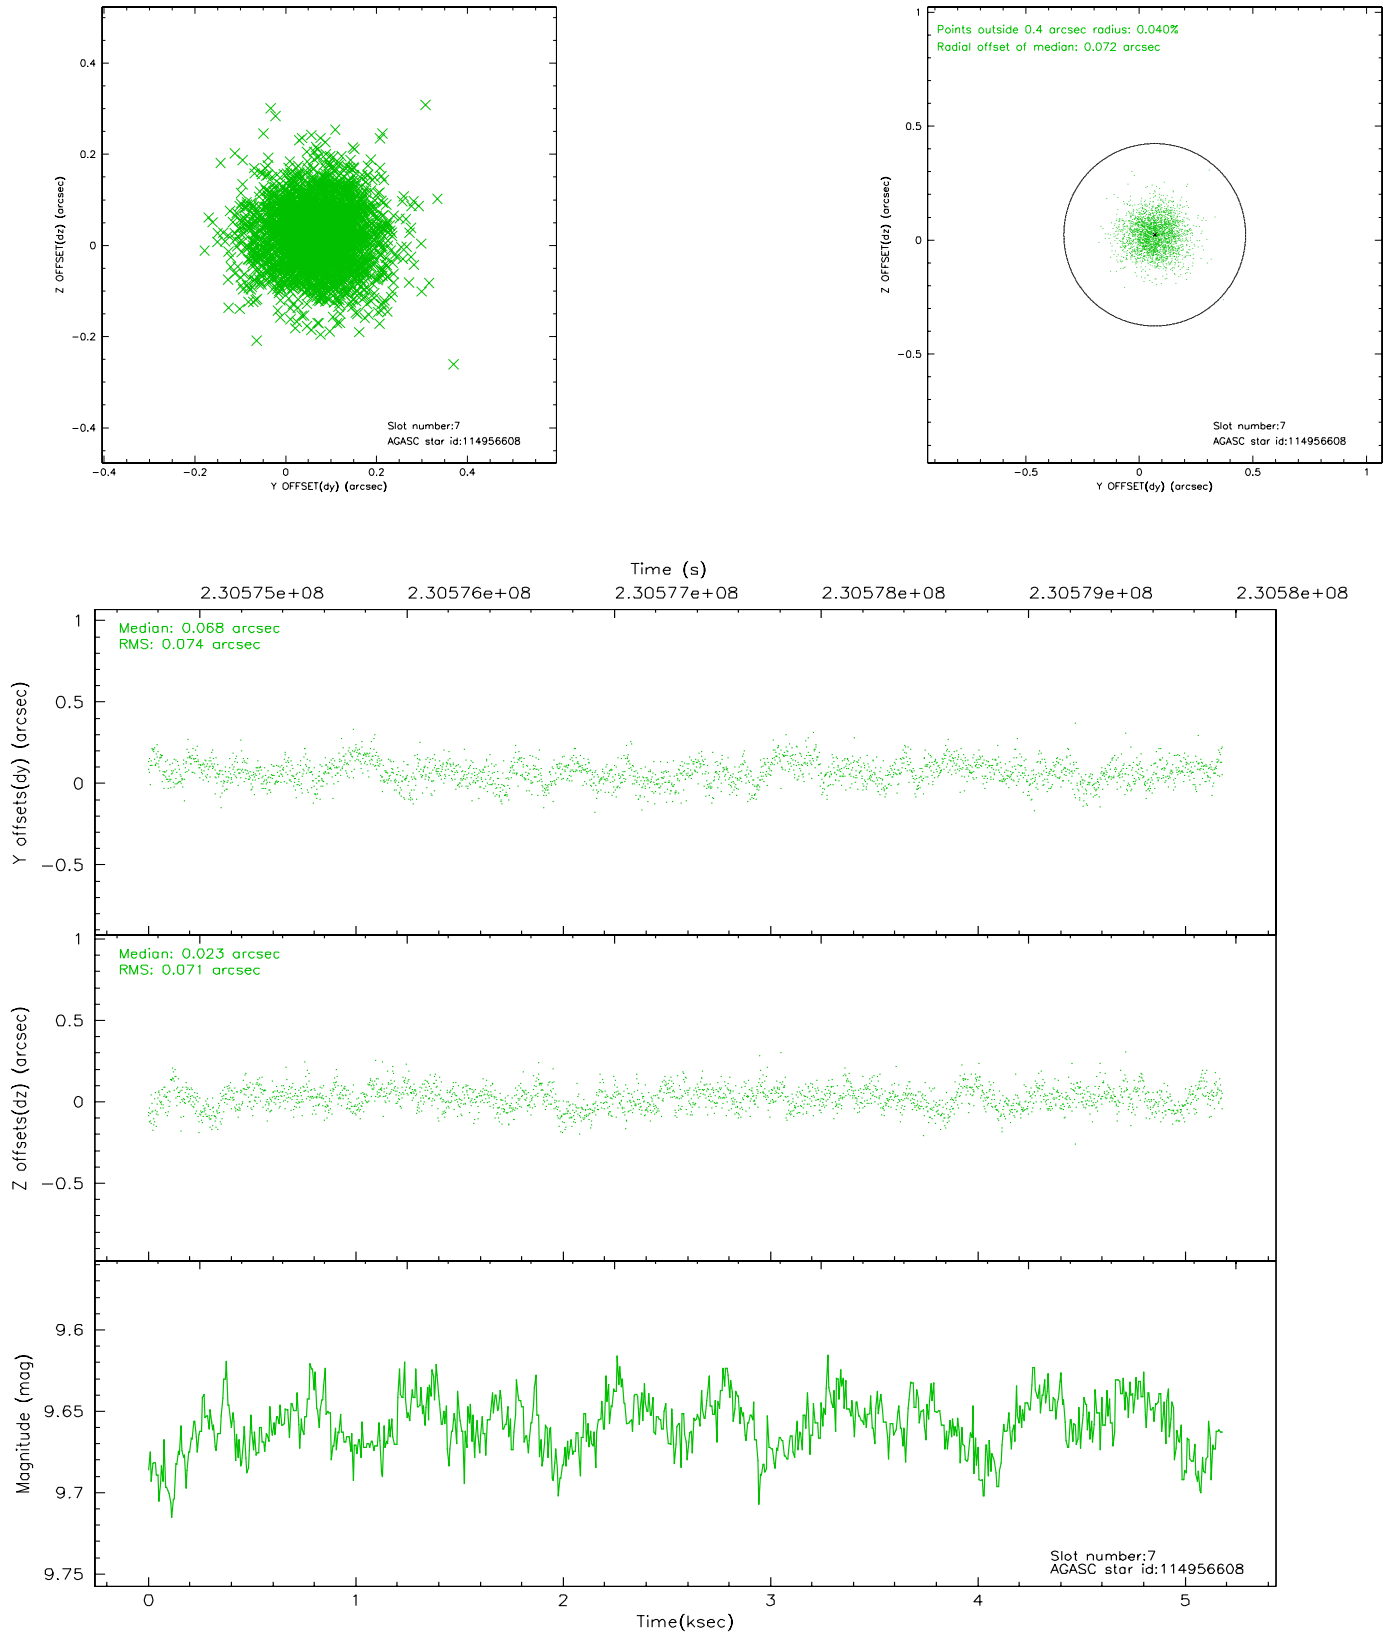 0.4
0.2
0
−0.2
−0.4
Z OFFSET(dz) (arcsec)
Slot number:7
AGASC star id:114956608
−0.4
−0.2
0
0.2
0.4
Y OFFSET(dy) (arcsec)
Points outside 0.4 arcsec radius: 0.040%
Radial offset of median: 0.072 arcsec
1
0.5
0
−0.5
Z OFFSET(dz) (arcsec)
Slot number:7
AGASC star id:114956608
−0.5
0
0.5
1
Y OFFSET(dy) (arcsec)
Time (s)
2.30575e+08
2.30576e+08
2.30577e+08
2.30578e+08
2.30579e+08
2.3058e+08
Median: 0.068 arcsec
RMS: 0.074 arcsec
1
0.5
0
−0.5
Y offsets(dy) (arcsec)
Median: 0.023 arcsec
RMS: 0.071 arcsec
1
0.5
0
−0.5
Z offsets(dz) (arcsec)
9.6
9.65
9.7
9.75
Magnitude (mag)
Slot number:7
AGASC star id:114956608
0
1
2
3
4
5
Time(ksec)